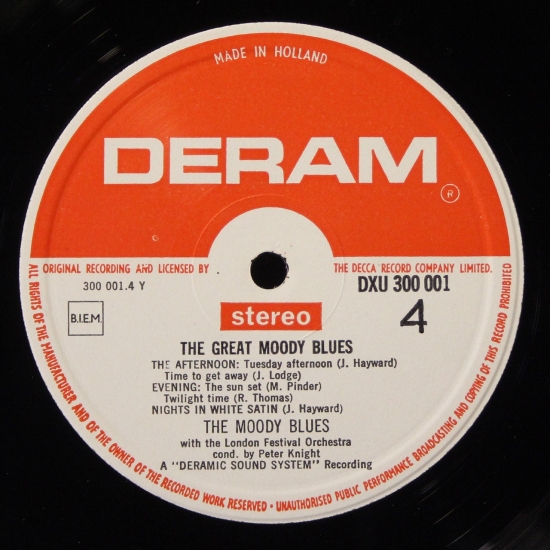 MADE IN HOLLAND
DERAM
®
ORIGINAL RECORDING AND LICENSED BY THE DECCA RECORD COMPANY LIMITED.
300 001.4 Y
DXU 300 001
B.I.E.M.
4
stereo
THE GREAT MOODY BLUES
THE AFTERNOON: Tuesday afternoon (J. Hayward)
Time to get away (J. Lodge)
EVENING: The sun set (M. Pinder)
Twilight time (R. Thomas)
NIGHTS IN WHITE SATIN (J. Hayward)
THE MOODY BLUES
with the London Festival Orchestra
cond. by Peter Knight
A "DERAMIC SOUND SYSTEM" Recording
ALL RIGHTS OF THE MANUFACTURER AND OF THE OWNER OF THE RECORDED WORK RESERVED - UNAUTHORISED PUBLIC PERFORMANCE BROADCASTING AND COPYING OF THIS RECORD PROHIBITED